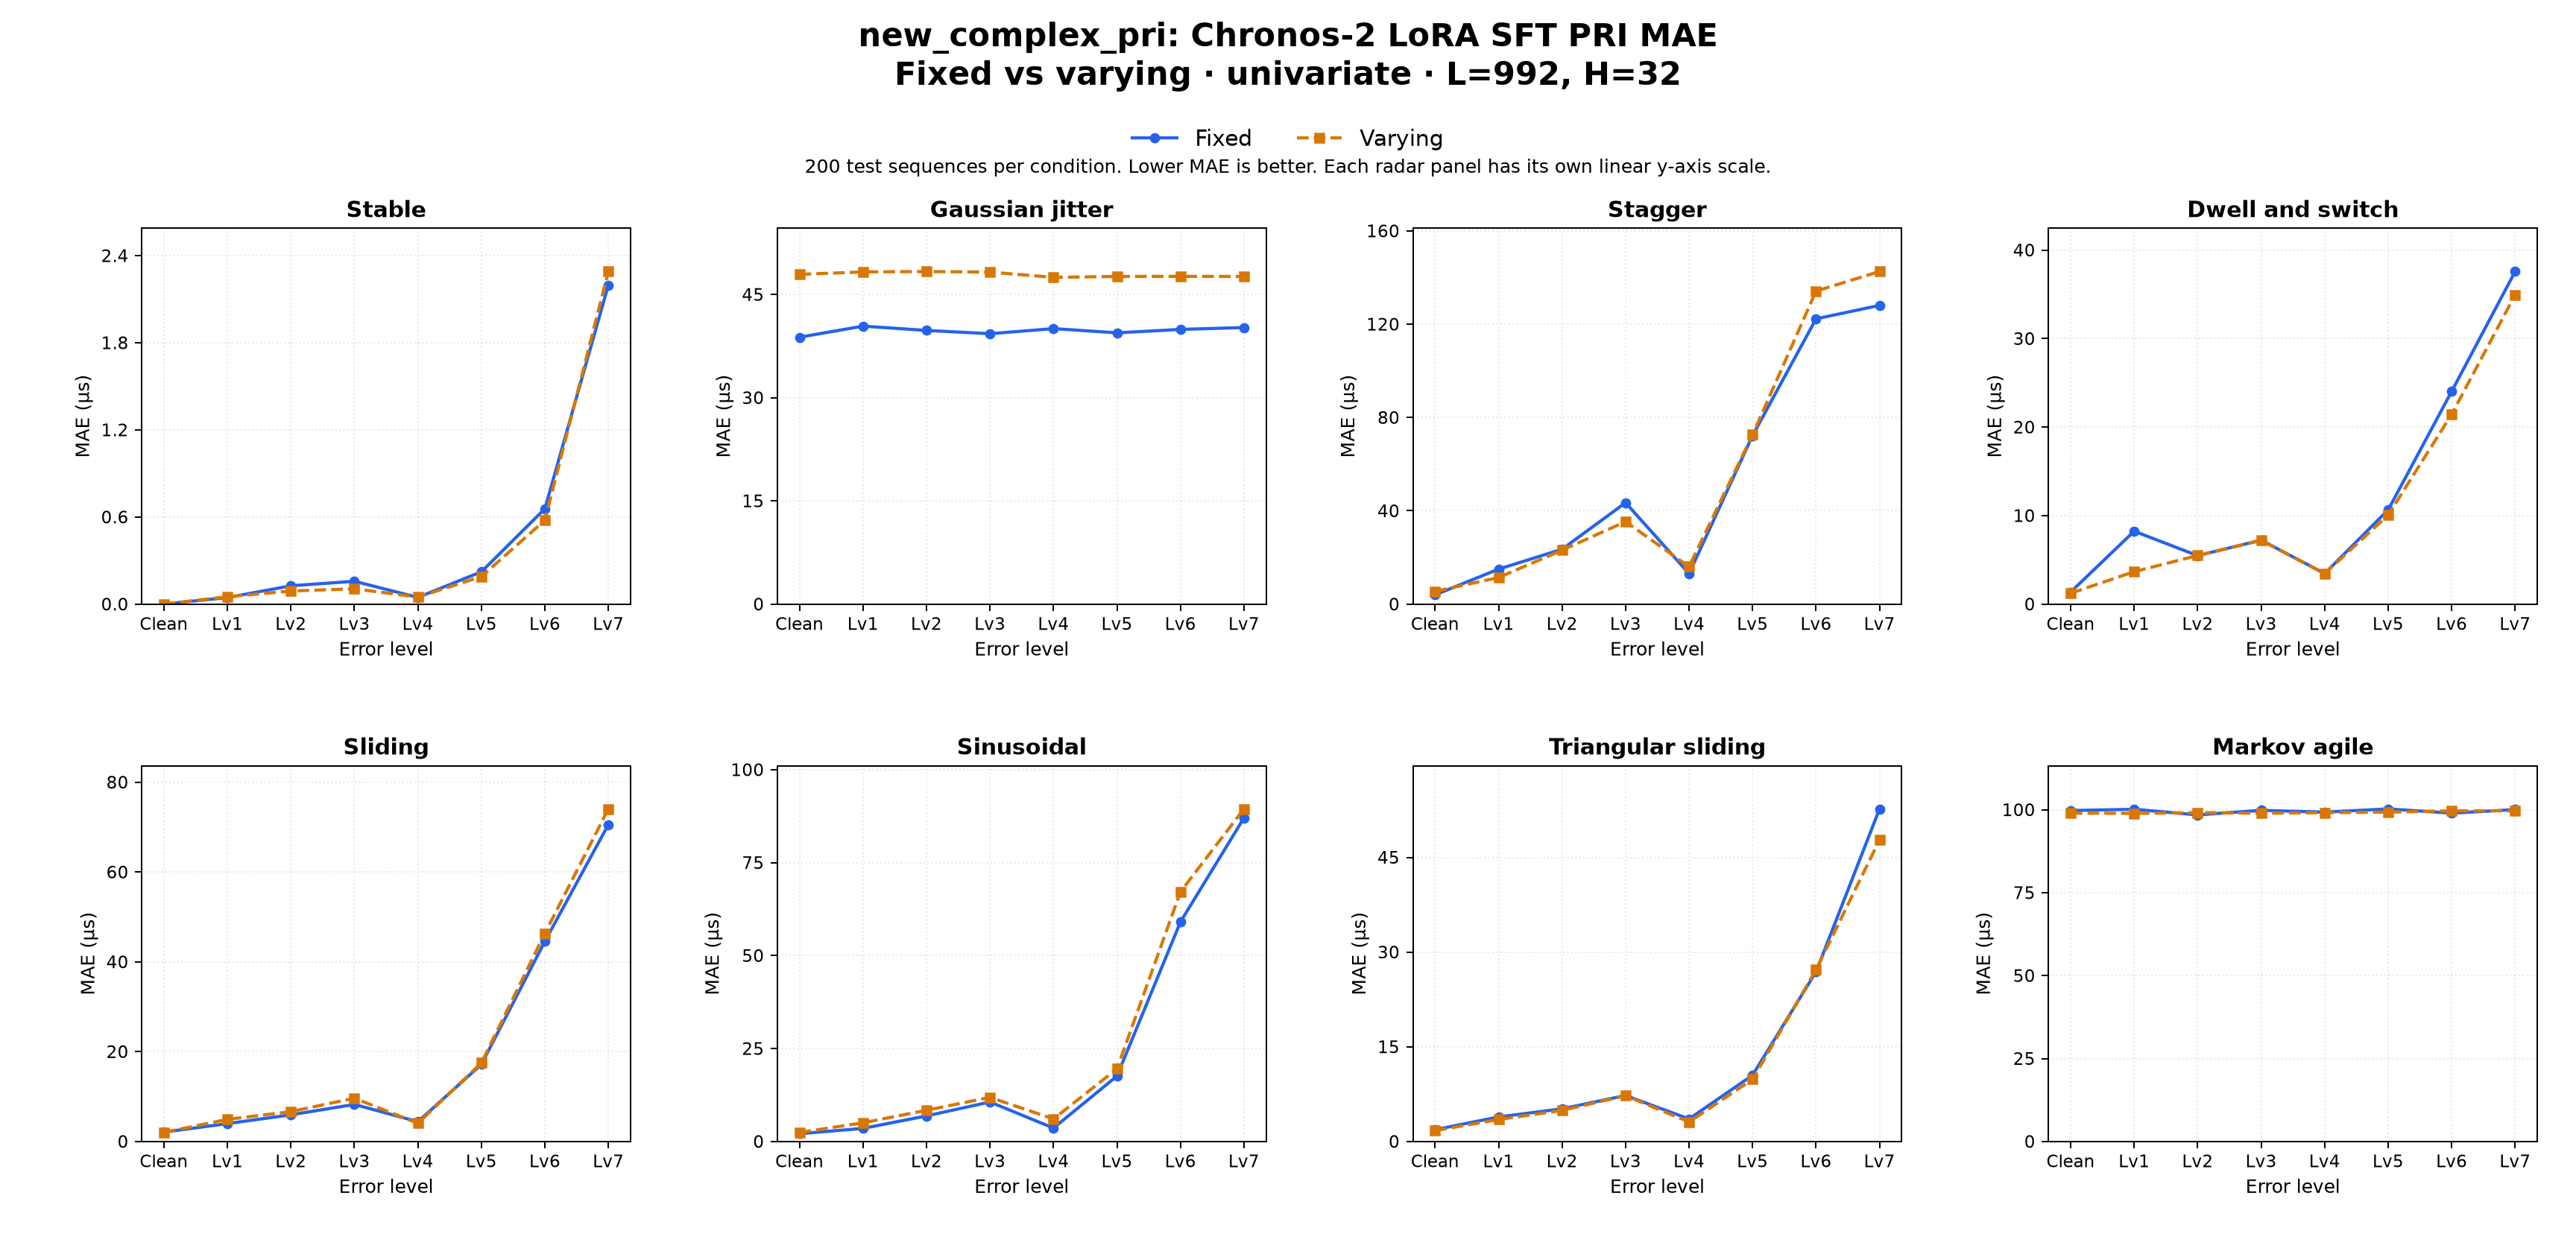 new_complex_pri: Chronos-2 LoRA SFT PRI MAE
Fixed vs varying · univariate · L=992, H=32
Fixed
Varying
200 test sequences per condition. Lower MAE is better. Each radar panel has its own linear y-axis scale.
Stable
2.4
1.8
1.2
0.6
0.0
MAE (µs)
Clean Lv1 Lv2 Lv3 Lv4 Lv5 Lv6 Lv7
Error level
Gaussian jitter
45
30
15
0
MAE (µs)
Clean Lv1 Lv2 Lv3 Lv4 Lv5 Lv6 Lv7
Error level
Stagger
160
120
80
40
0
MAE (µs)
Clean Lv1 Lv2 Lv3 Lv4 Lv5 Lv6 Lv7
Error level
Dwell and switch
40
30
20
10
0
MAE (µs)
Clean Lv1 Lv2 Lv3 Lv4 Lv5 Lv6 Lv7
Error level
Sliding
80
60
40
20
0
MAE (µs)
Clean Lv1 Lv2 Lv3 Lv4 Lv5 Lv6 Lv7
Error level
Sinusoidal
100
75
50
25
0
MAE (µs)
Clean Lv1 Lv2 Lv3 Lv4 Lv5 Lv6 Lv7
Error level
Triangular sliding
45
30
15
0
MAE (µs)
Clean Lv1 Lv2 Lv3 Lv4 Lv5 Lv6 Lv7
Error level
Markov agile
100
75
50
25
0
MAE (µs)
Clean Lv1 Lv2 Lv3 Lv4 Lv5 Lv6 Lv7
Error level